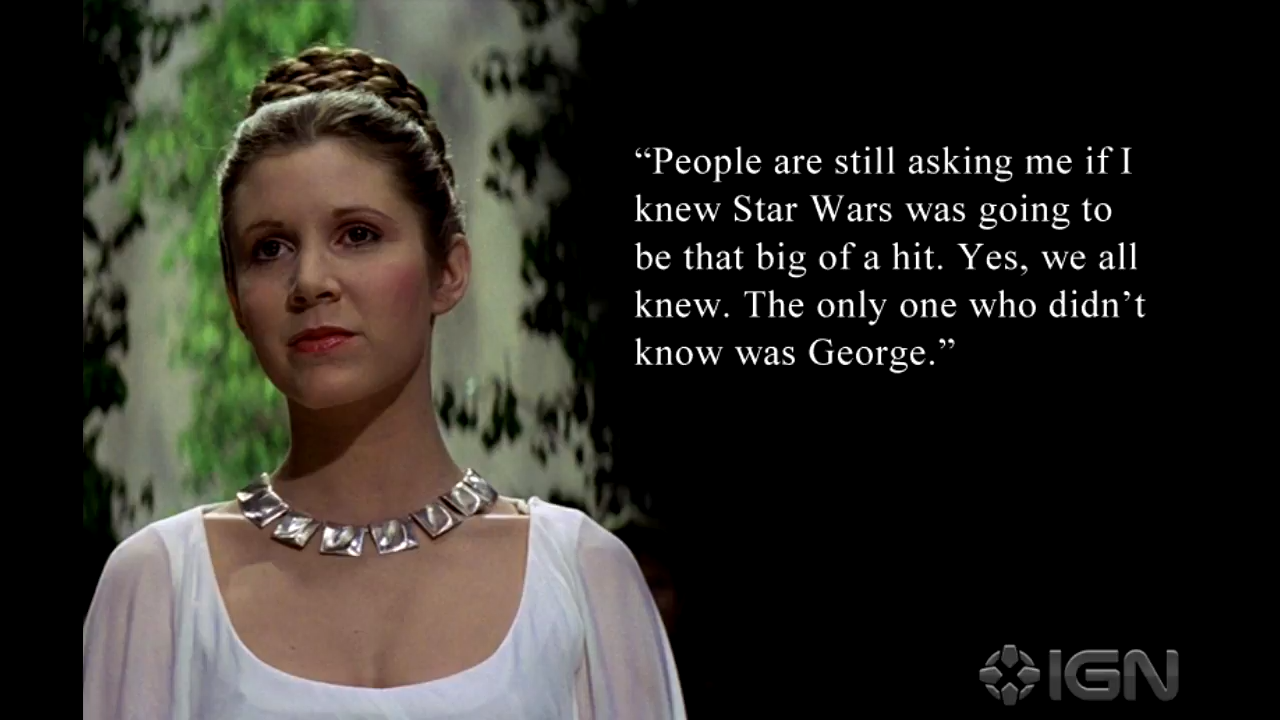 “People are still asking me if I
knew Star Wars was going to
be that big of a hit. Yes, we all
knew. The only one who didn’t
know was George.”
IGN